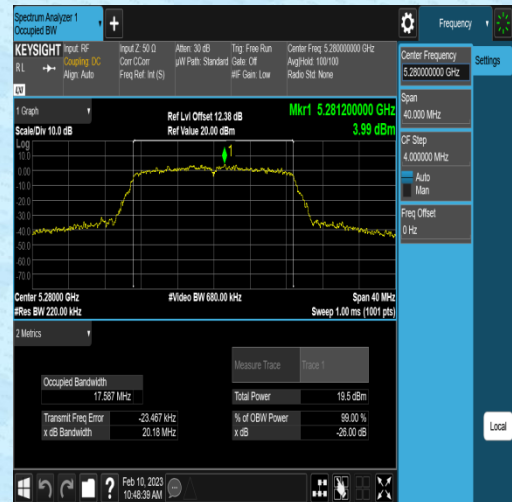 Spectrum Analyzer 1
Occupied BW
+
Frequency
KEYSIGHT
R L
LXI
Input: RF
Coupling: DC
Align: Auto
Input Z: 50 Ω
Corr CCorr
Freq Ref: Int (S)
Atten: 30 dB
µW Path: Standard
Trig: Free Run
Gate: Off
#IF Gain: Low
Center Freq: 5.280000000 GHz
Avg|Hold: 100/100
Radio Std: None
Center Frequency
5.280000000 GHz
Settings
Span
40.000 MHz
CF Step
4.000000 MHz
Auto
Man
Freq Offset
0 Hz
Local
1 Graph
Scale/Div 10.0 dB
Ref Lvl Offset 12.38 dB
Ref Value 20.00 dBm
Mkr1 5.281200000 GHz
3.99 dBm
Log
10.0
0.00
-10.0
-20.0
-30.0
-40.0
-50.0
-60.0
-70.0
1
Center 5.28000 GHz
#Res BW 220.00 kHz
#Video BW 680.00 kHz
Span 40 MHz
Sweep 1.00 ms (1001 pts)
2 Metrics
Measure Trace
Trace 1
Occupied Bandwidth
17.587 MHz
Total Power
19.5 dBm
Transmit Freq Error
-23.467 kHz
% of OBW Power
99.00 %
x dB Bandwidth
20.18 MHz
x dB
-26.00 dB
?
Feb 10, 2023
10:48:39 AM